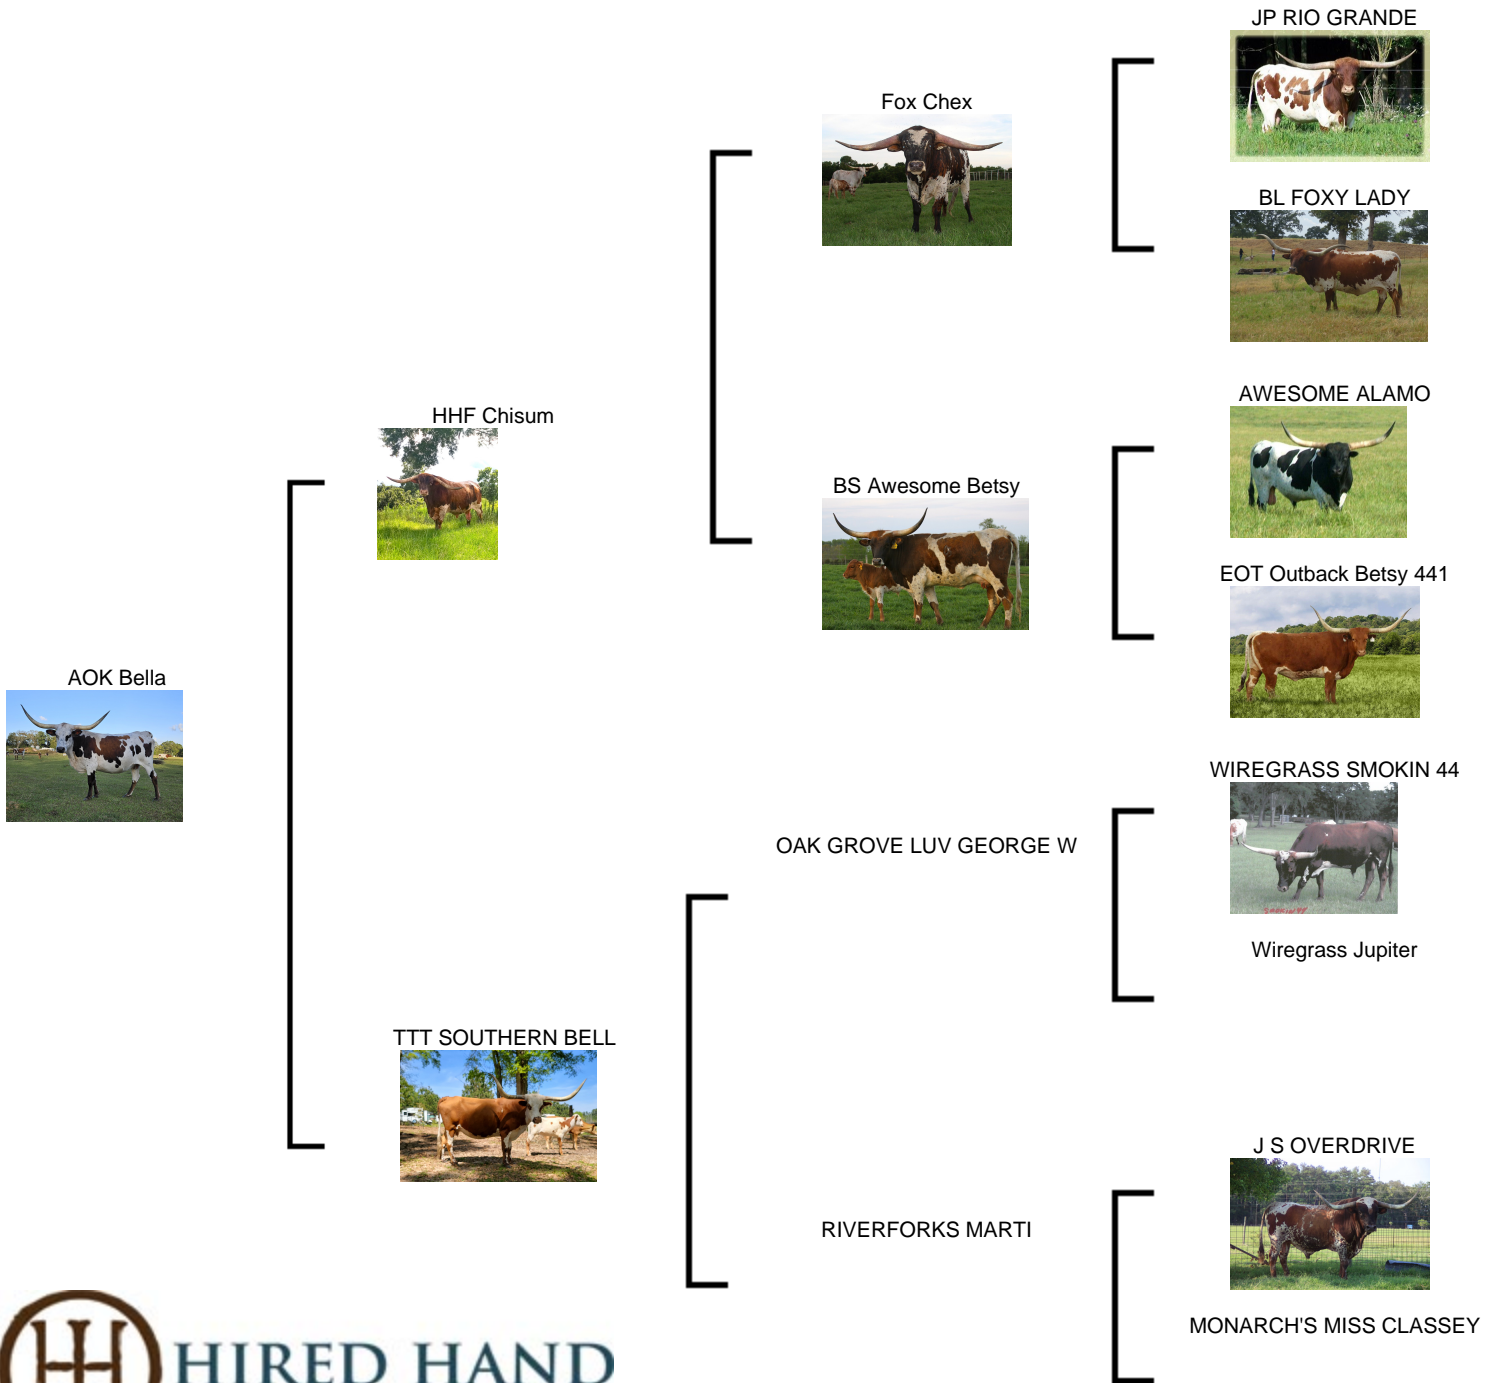 JP RIO GRANDE
Fox Chex
BL FOXY LADY
AWESOME ALAMO
HHF Chisum
BS Awesome Betsy
EOT Outback Betsy 441
AOK Bella
WIREGRASS SMOKIN 44
OAK GROVE LUV GEORGE W
Wiregrass Jupiter
TTT SOUTHERN BELL
J S OVERDRIVE
RIVERFORKS MARTI
MONARCH'S MISS CLASSEY
HIRED HAND